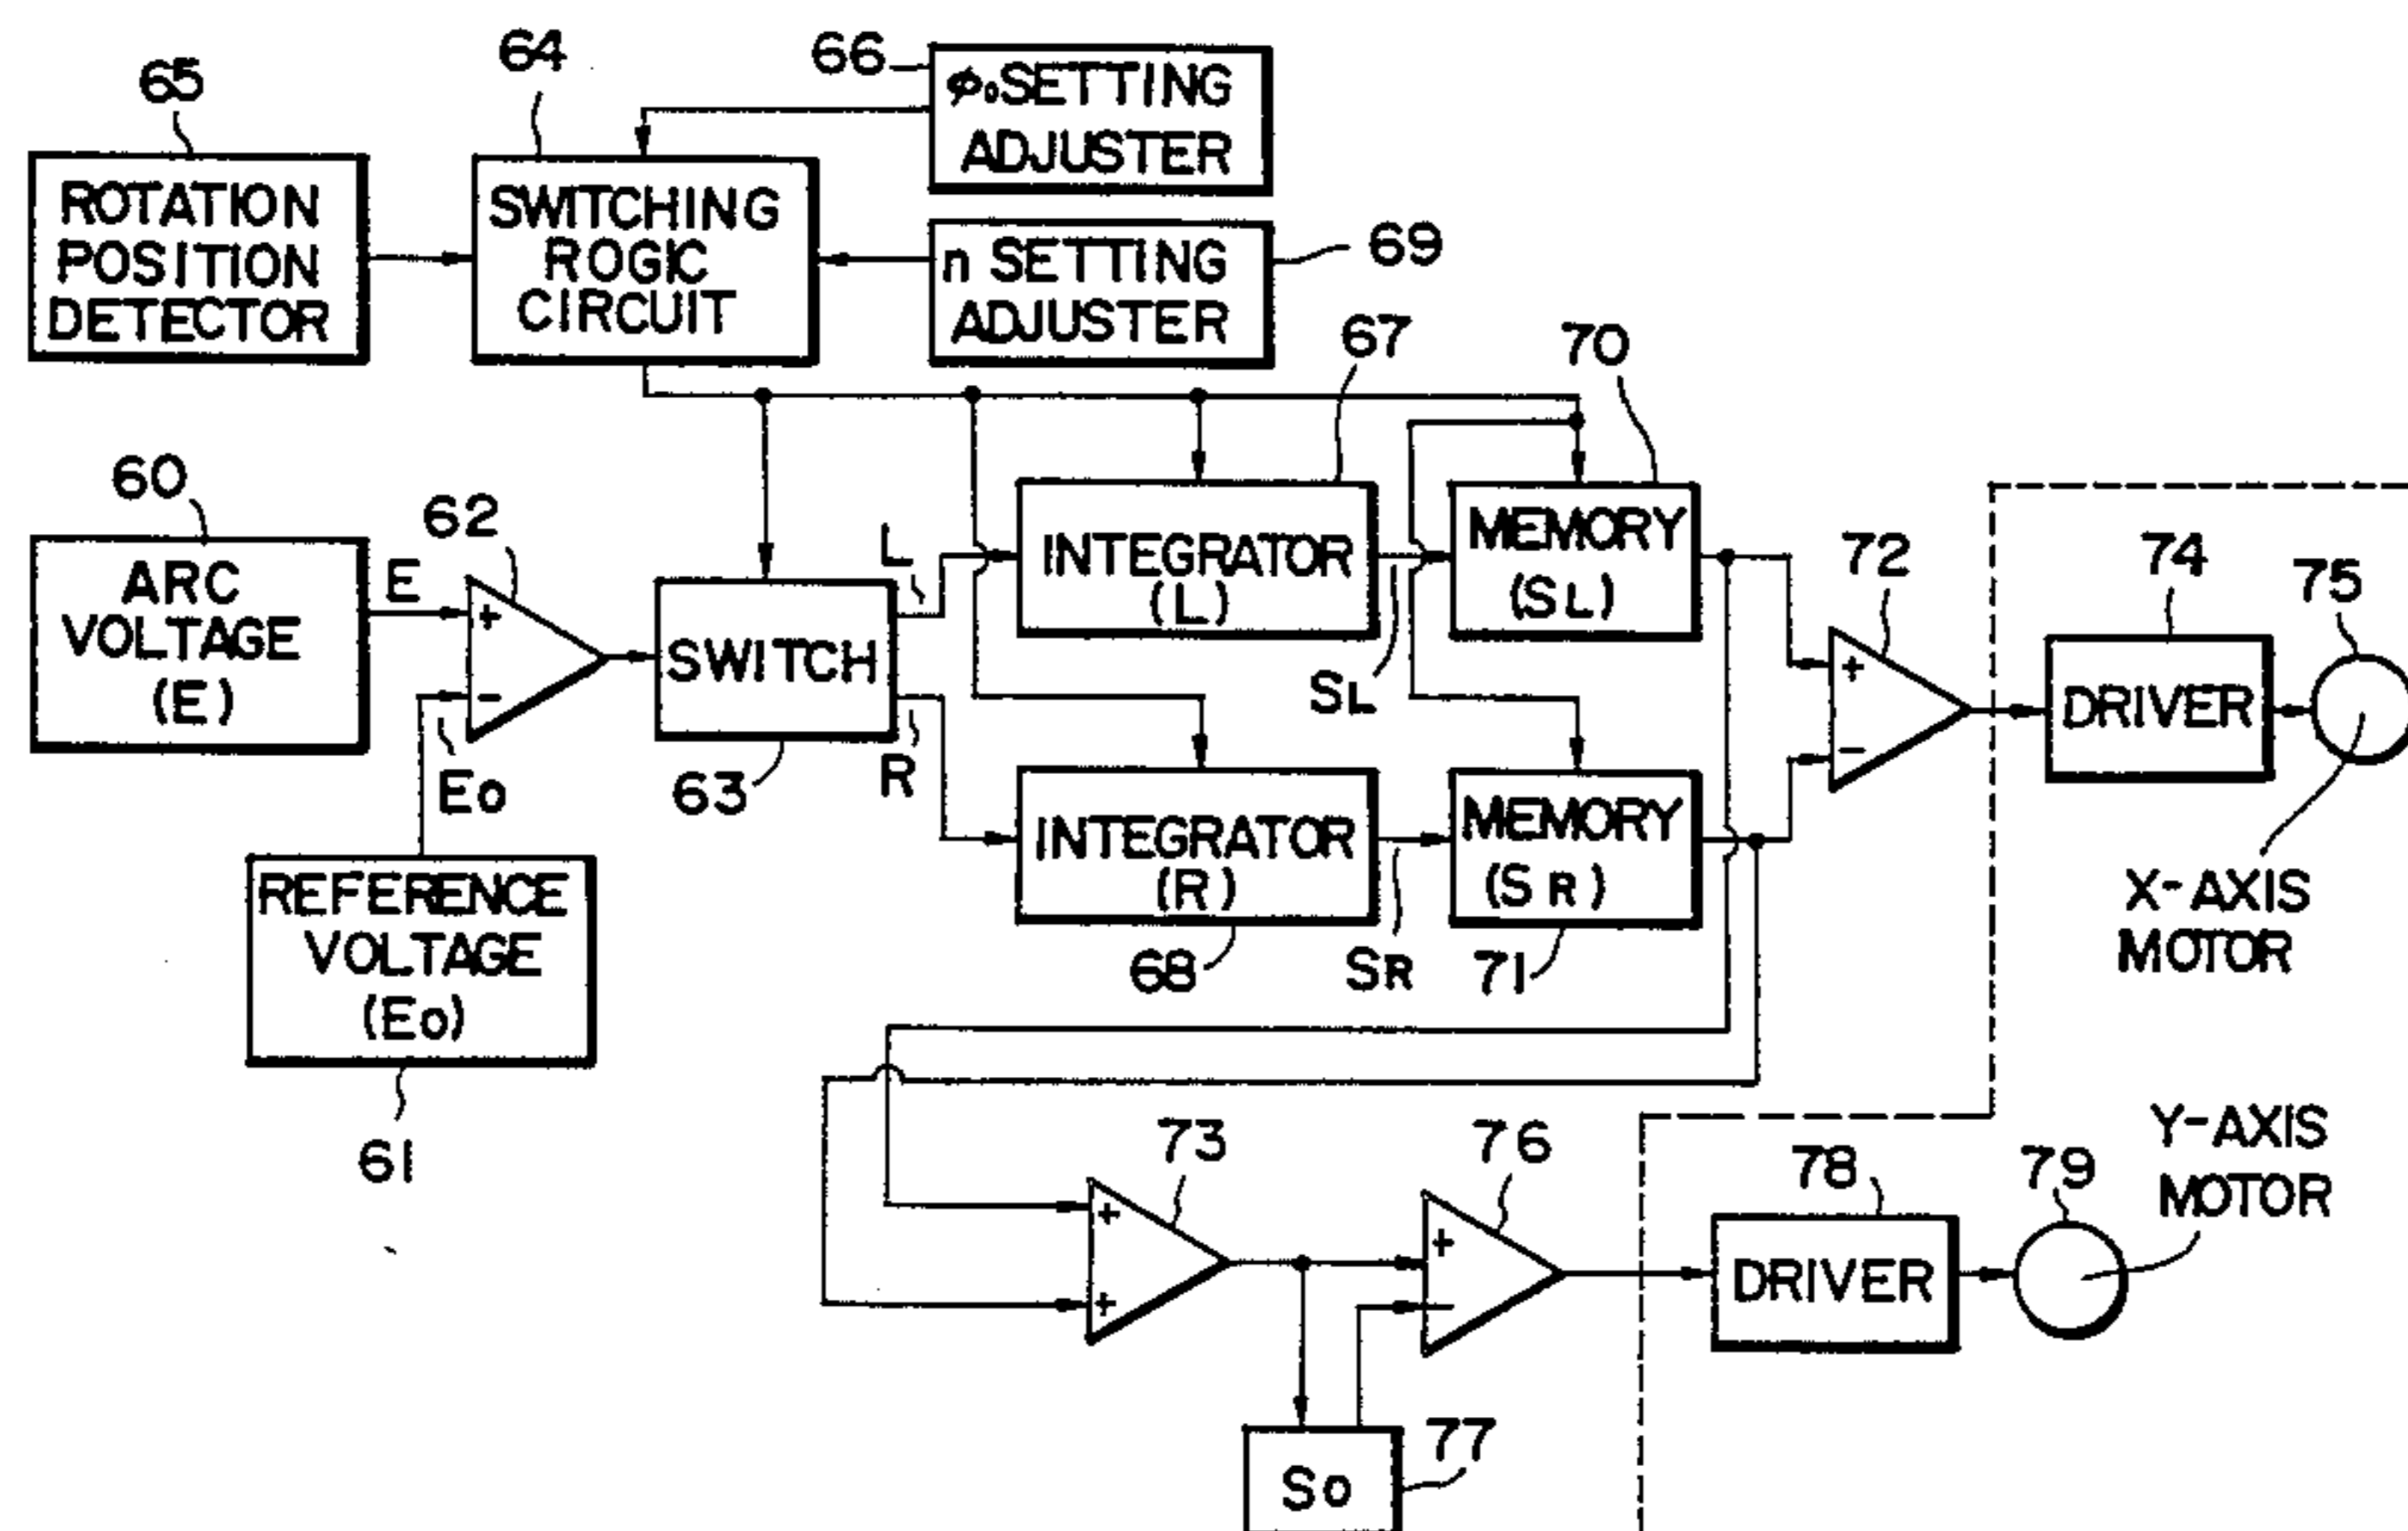 65
64
66
φ0 SETTING
ADJUSTER
ROTATION
POSITION
DETECTOR
SWITCHING
ROGIC
CIRCUIT
n SETTING
ADJUSTER
69
67
70
60
62
ARC
VOLTAGE
(E)
E
+
-
Eo
SWITCH
63
L
R
INTEGRATOR
(L)
SL
MEMORY
(SL)
72
+
-
74
DRIVER
75
X-AXIS
MOTOR
REFERENCE
VOLTAGE
(Eo)
61
INTEGRATOR
(R)
68
SR
MEMORY
(SR)
71
73
+
+
76
+
-
78
DRIVER
79
Y-AXIS
MOTOR
So
77